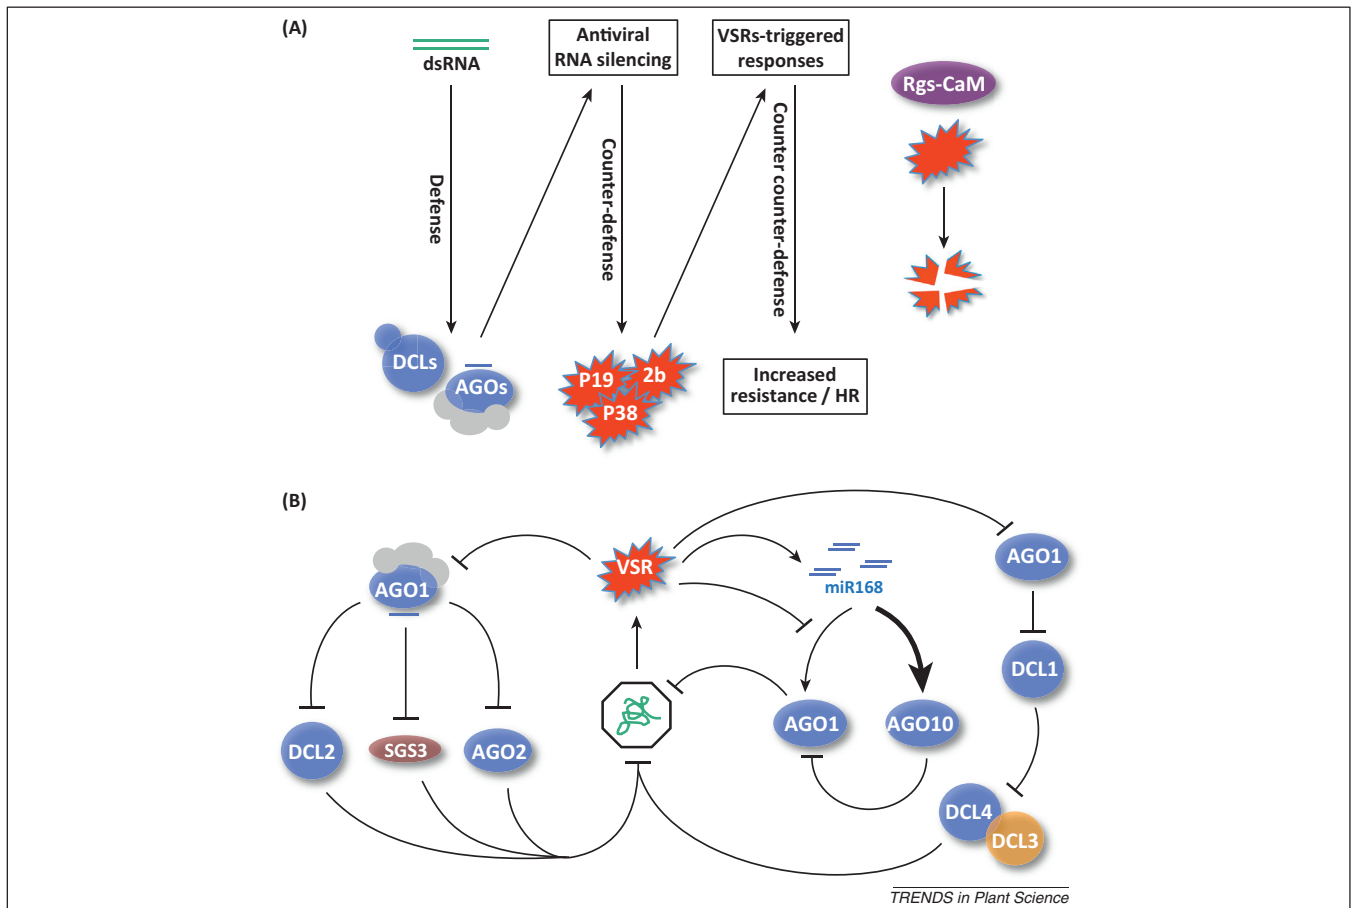 (A)
dsRNA
Defense
DCLs
AGOs
Antiviral
RNA silencing
Counter-defense
P19
2b
P38
VSRs-triggered
responses
Counter counter-defense
Increased
resistance / HR
Rgs-CaM
(B)
AGO1
DCL2
SGS3
AGO2
VSR
miR168
AGO1
AGO10
AGO1
DCL1
DCL4
DCL3
TRENDS in Plant Science